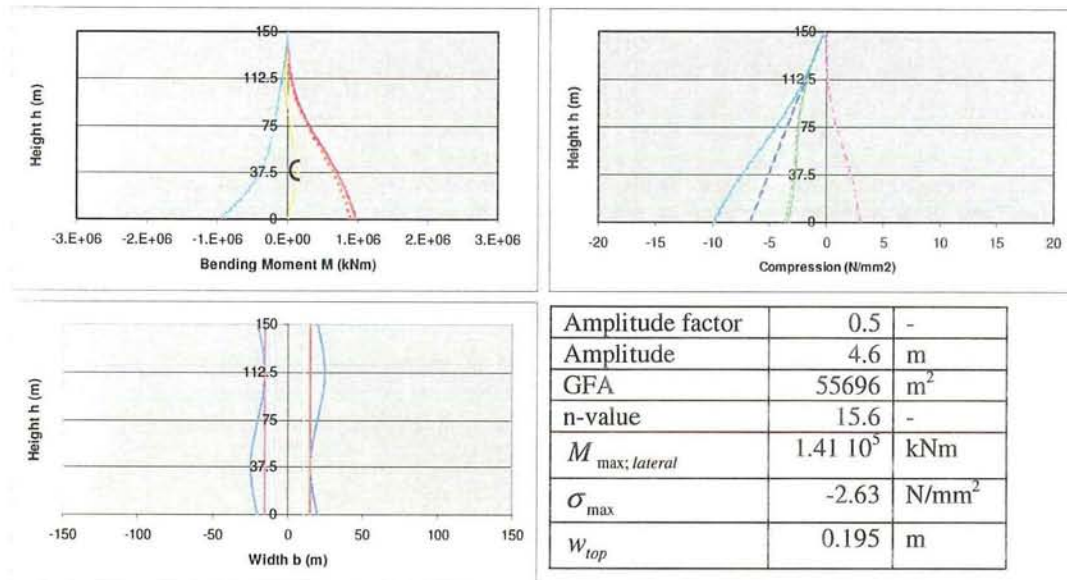 150
112.5
75
37.5
0
Height h (m)
-3.E+06 -2.E+06 -1.E+06 0.E+00 1.E+06 2.E+06 3.E+06
Bending Moment M (kNm)
150
112.5
75
37.5
0
Height h (m)
-20 -15 -10 -5 0 5 10 15 20
Compression (N/mm2)
150
112.5
75
37.5
0
Height h (m)
-150 -100 -50 0 50 100 150
Width b (m)
Amplitude factor 0.5 -
Amplitude 4.6 m
GFA 55696 m²
n-value 15.6 -
M max; lateral 1.41 10⁵ kNm
σ max -2.63 N/mm²
w top 0.195 m